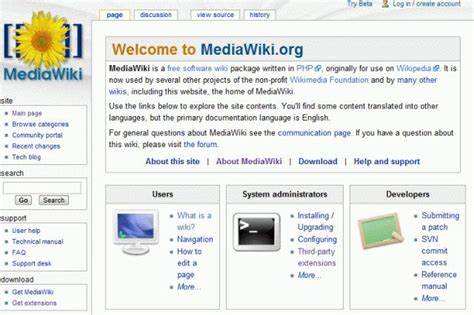 Try Beta
Log in / create account
page
discussion
view source
history
MediaWiki
site
Main page
Browse categories
Community portal
Recent changes
Tech blog
search
Go
Search
support
User help
Technical manual
FAQ
Support desk
download
Get MediaWiki
Get extensions
Welcome to MediaWiki.org
MediaWiki is a free software wiki package written in PHP, originally for use on Wikipedia. It is
now used by several other projects of the non-profit Wikimedia Foundation and by many other
wikis, including this website, the home of MediaWiki.
Use the links below to explore the site contents. You'll find some content translated into other
languages, but the primary documentation language is English.
For general questions about MediaWiki see the communication page. If you have a question about
this wiki, please visit the forum.
About this site | About MediaWiki | Download | Help and support
Users
What is a
wiki?
Navigation
How to
edit a
page
More...
System administrators
Installing /
Upgrading
Configuring
Third-party
extensions
More...
Developers
Submitting
a patch
SVN
commit
access
Reference
manual
More...